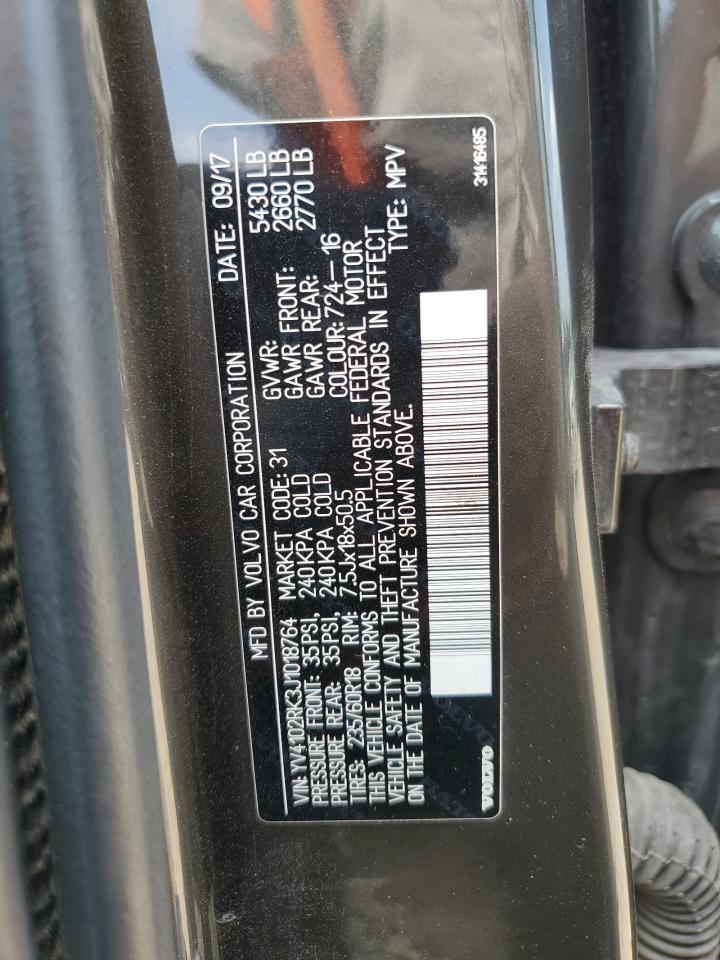 MFD BY VOLVO CAR CORPORATION DATE: 09/17
VIN: YV4102RK3J1018764 MARKET CODE: 31 GVWR: 5430 LB
PRESSURE FRONT: 35PSI, 240KPA COLD GAWR FRONT: 2660 LB
PRESSURE REAR: 35PSI, 240KPA COLD GAWR REAR: 2770 LB
TIRES: 235/60R18 RIM: 7.5Jx18x50.5 COLOUR: 724— 16
THIS VEHICLE CONFORMS TO ALL APPLICABLE FEDERAL MOTOR
VEHICLE SAFETY AND THEFT PREVENTION STANDARDS IN EFFECT
ON THE DATE OF MANUFACTURE SHOWN ABOVE. TYPE: MPV
VOLVO 31416485